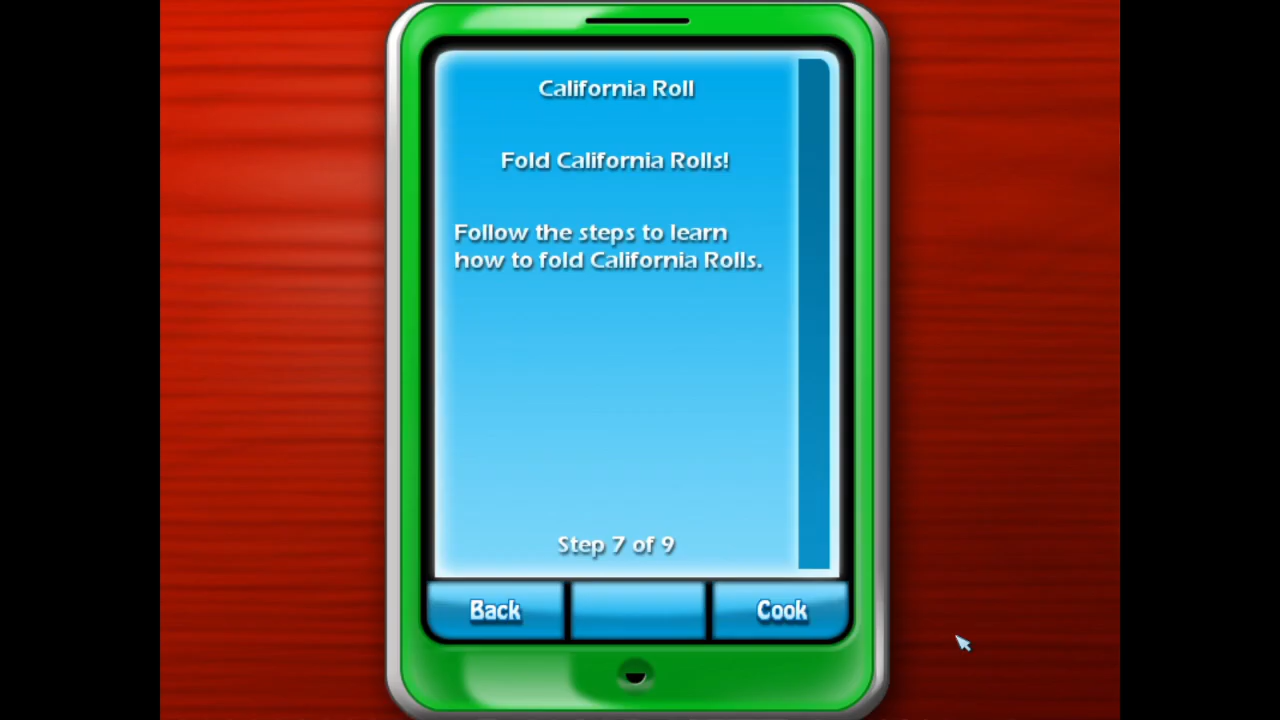 California Roll
Fold California Rolls!
Follow the steps to learn
how to fold California Rolls.
Step 7 of 9
Back
Cook